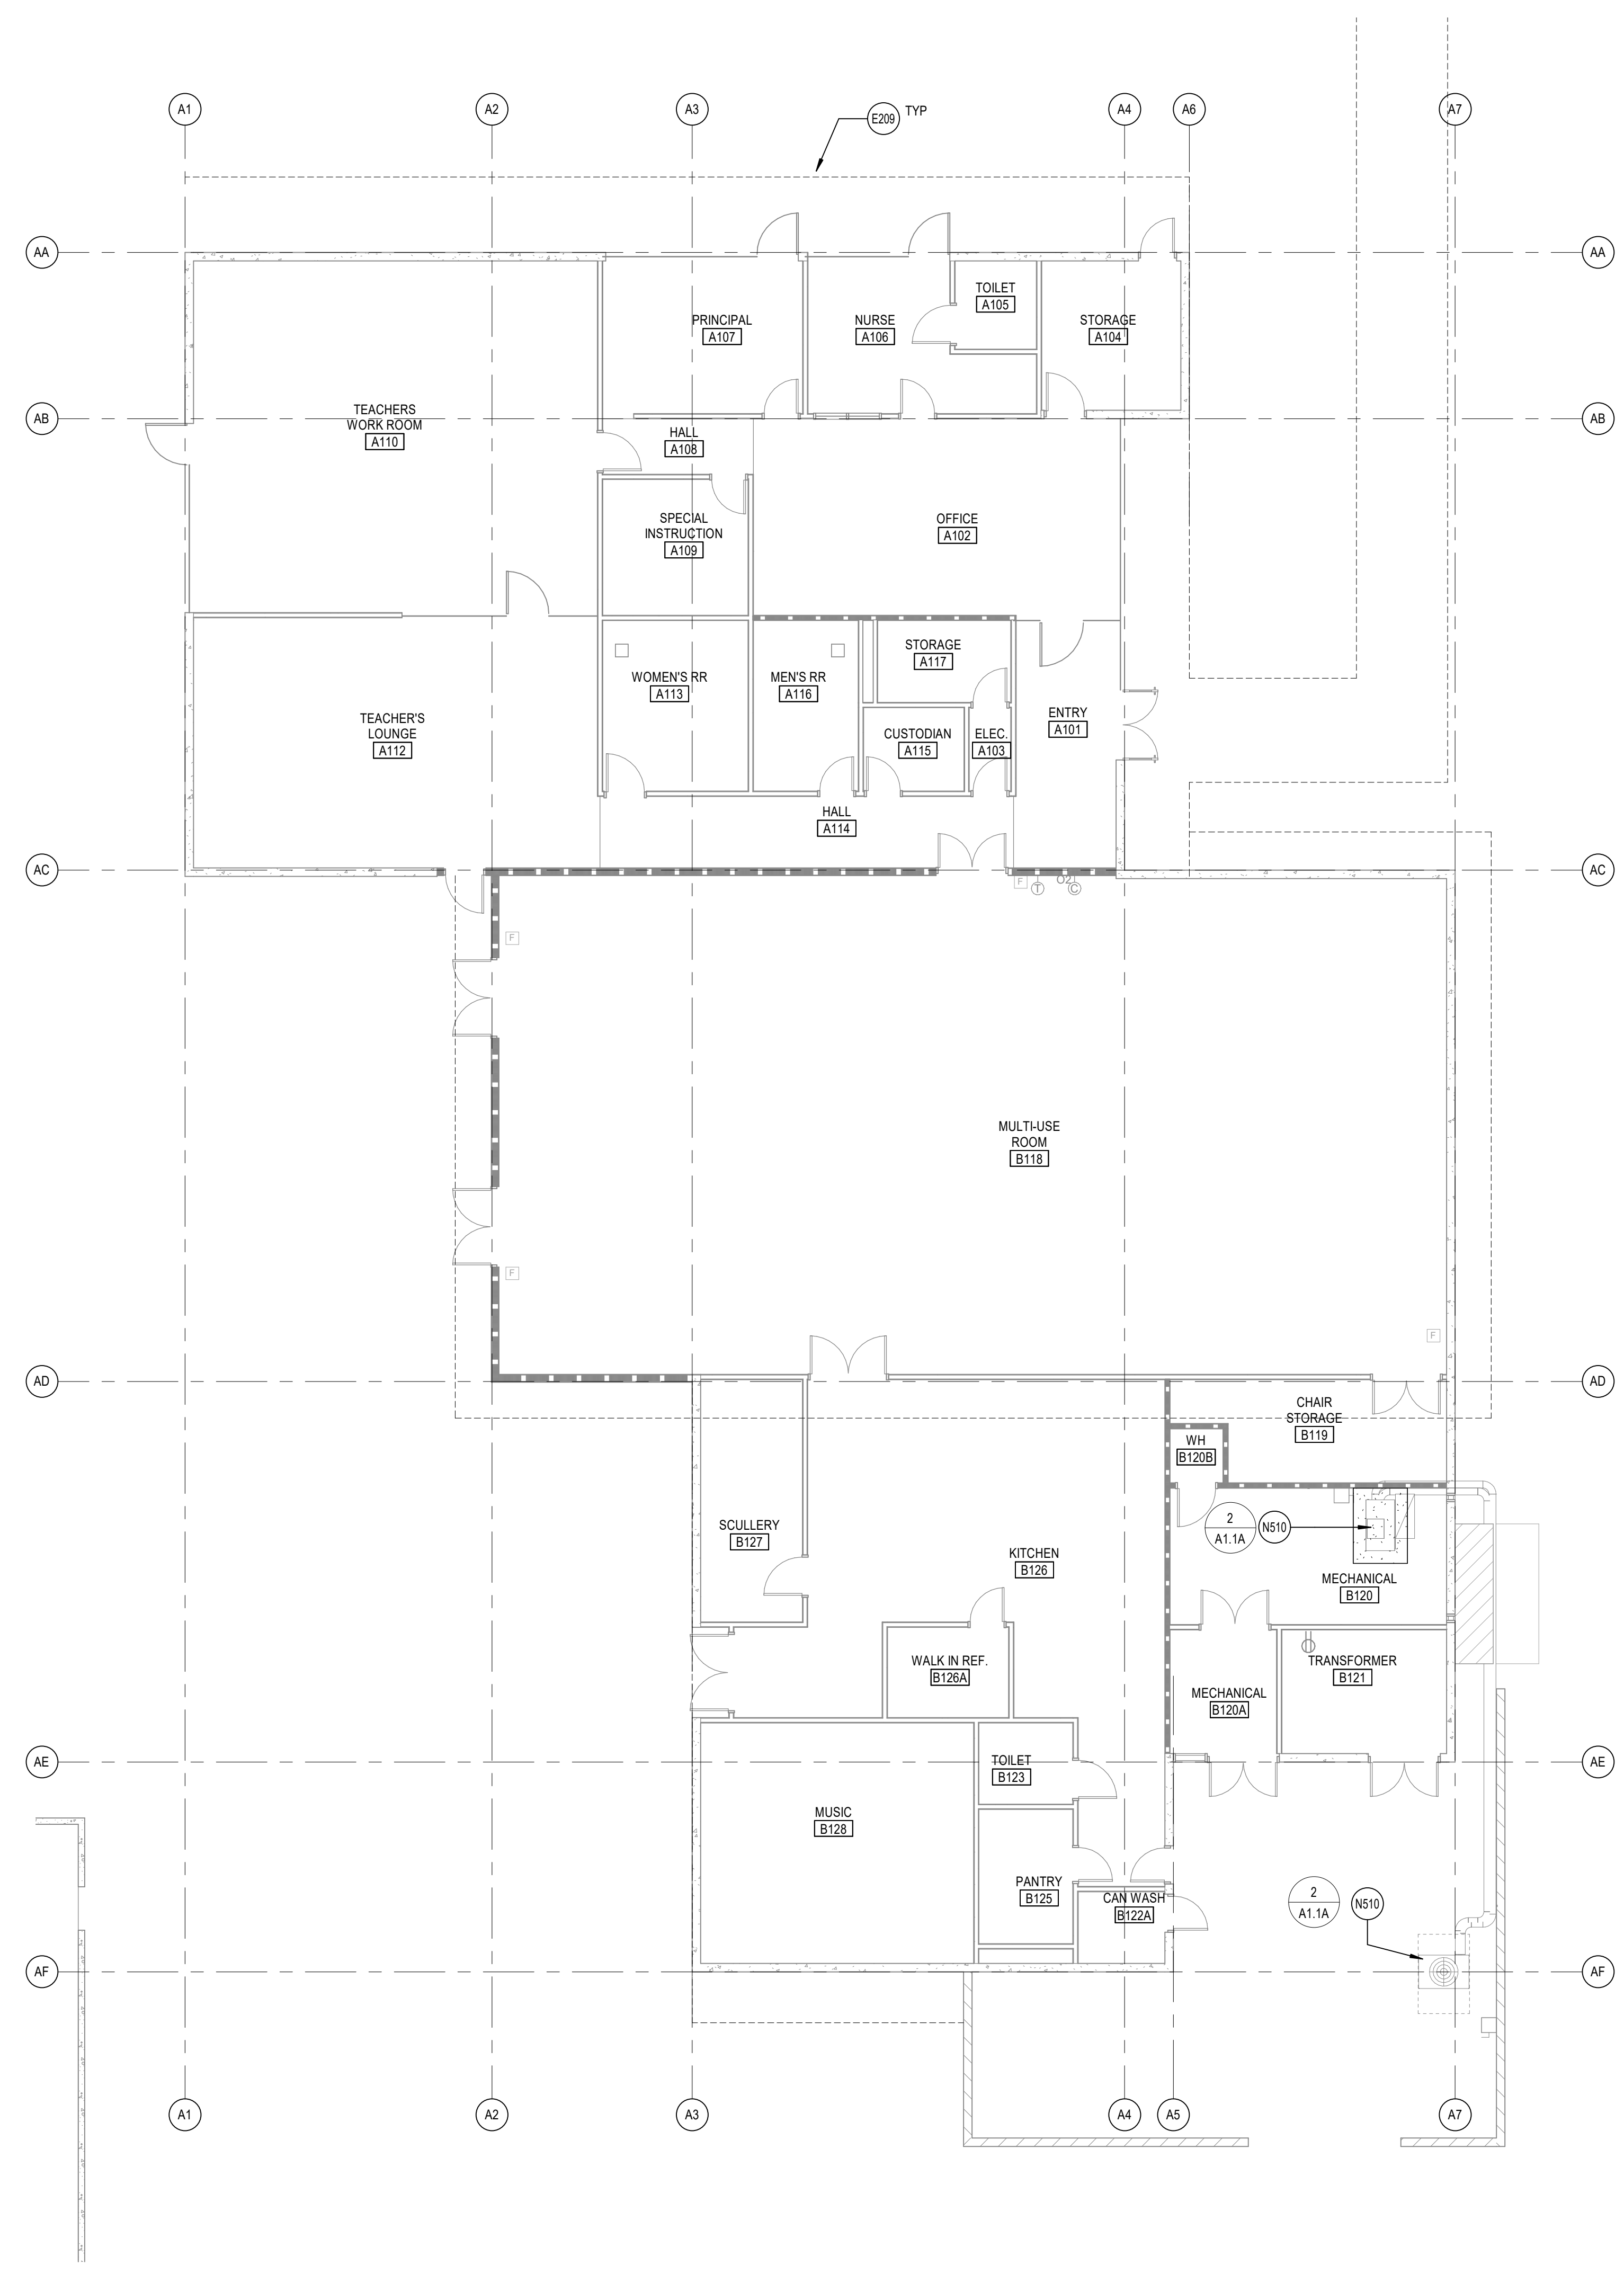 A1
A2
A3
A4
A6
A7
E209
TYP
AA
AA
TOILET
A105
PRINCIPAL
A107
NURSE
A106
STORAGE
A104
AB
AB
TEACHERS
WORK ROOM
A110
HALL
A108
SPECIAL
INSTRUCTION
A109
OFFICE
A102
STORAGE
A117
WOMEN'S RR
A113
MEN'S RR
A116
ENTRY
A101
TEACHER'S
LOUNGE
A112
CUSTODIAN
A115
ELEC.
A103
HALL
A114
AC
AC
F
T
C
F
MULTI-USE
ROOM
B118
F
F
AD
AD
CHAIR
STORAGE
B119
WH
B120B
SCULLERY
B127
2
A1.1A
N510
KITCHEN
B126
MECHANICAL
B120
WALK IN REF.
B126A
TRANSFORMER
B121
MECHANICAL
B120A
AE
AE
TOILET
B123
MUSIC
B128
PANTRY
B125
CAN WASH
B122A
2
A1.1A
N510
AF
AF
A1
A2
A3
A4
A5
A7